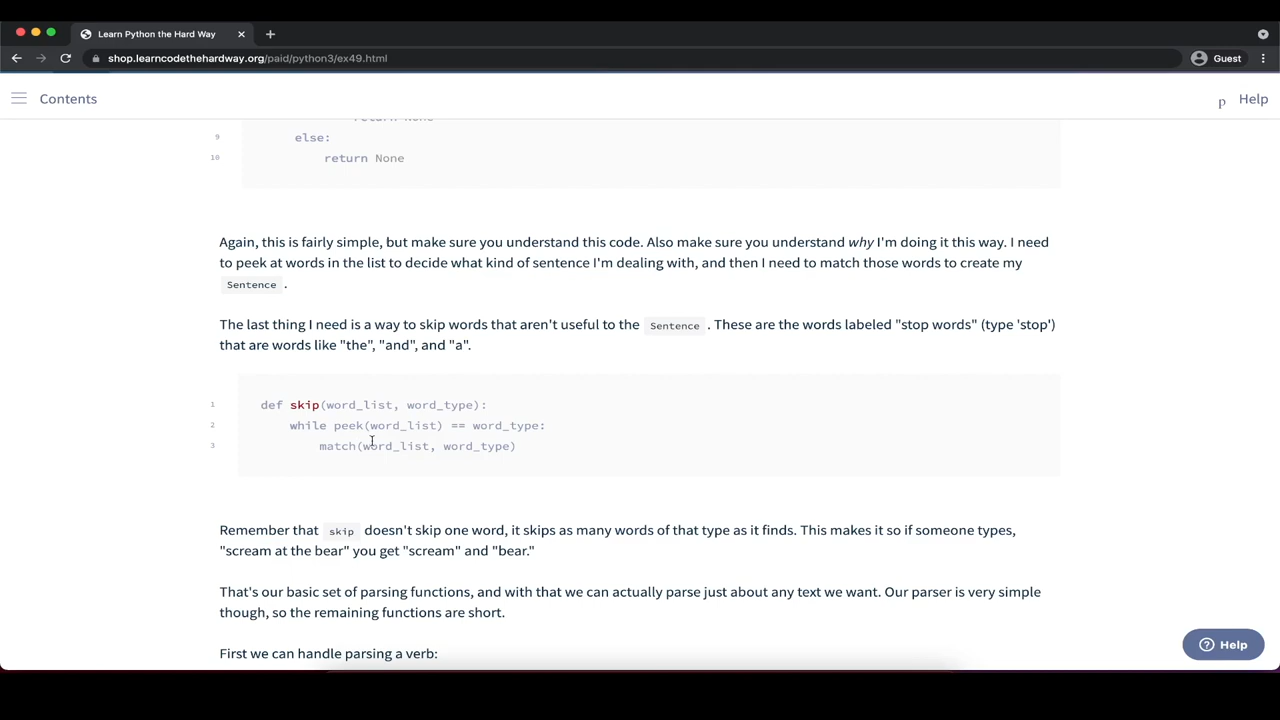 Learn Python the Hard Way
shop.learncodethehardway.org/paid/python3/ex49.html
Guest
Contents
p Help
return None
9 else:
10 return None
Again, this is fairly simple, but make sure you understand this code. Also make sure you understand why I'm doing it this way. I need
to peek at words in the list to decide what kind of sentence I'm dealing with, and then I need to match those words to create my
Sentence .
The last thing I need is a way to skip words that aren't useful to the Sentence . These are the words labeled "stop words" (type 'stop')
that are words like "the", "and", and "a".
1 def skip(word_list, word_type):
2 while peek(word_list) == word_type:
3 match(word_list, word_type)
Remember that skip doesn't skip one word, it skips as many words of that type as it finds. This makes it so if someone types,
"scream at the bear" you get "scream" and "bear."
That's our basic set of parsing functions, and with that we can actually parse just about any text we want. Our parser is very simple
though, so the remaining functions are short.
First we can handle parsing a verb:
Help